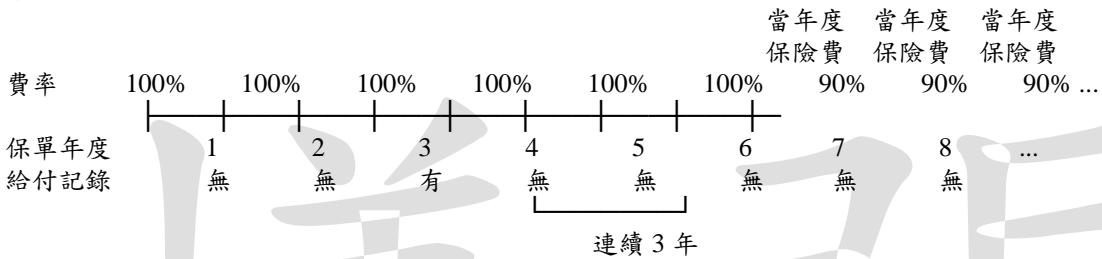 當年度 當年度 當年度
保險費 保險費 保險費
費率 100% 100% 100% 100% 100% 100% 90% 90% 90% ...
保單年度 1 2 3 4 5 6 7 8 ...
給付記錄 無 無 有 無 無 無 無 無
連續 3 年